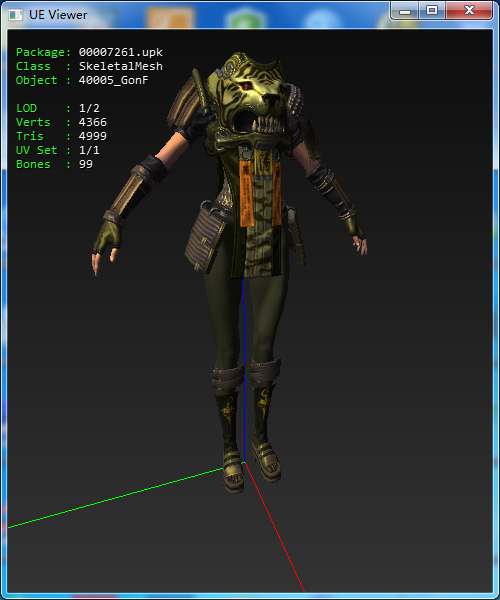 UE Viewer
Package: 00007261.upk
Class : SkeletalMesh
Object : 40005_GonF
LOD : 1/2
Verts : 4366
Tris : 4999
UV Set : 1/1
Bones : 99